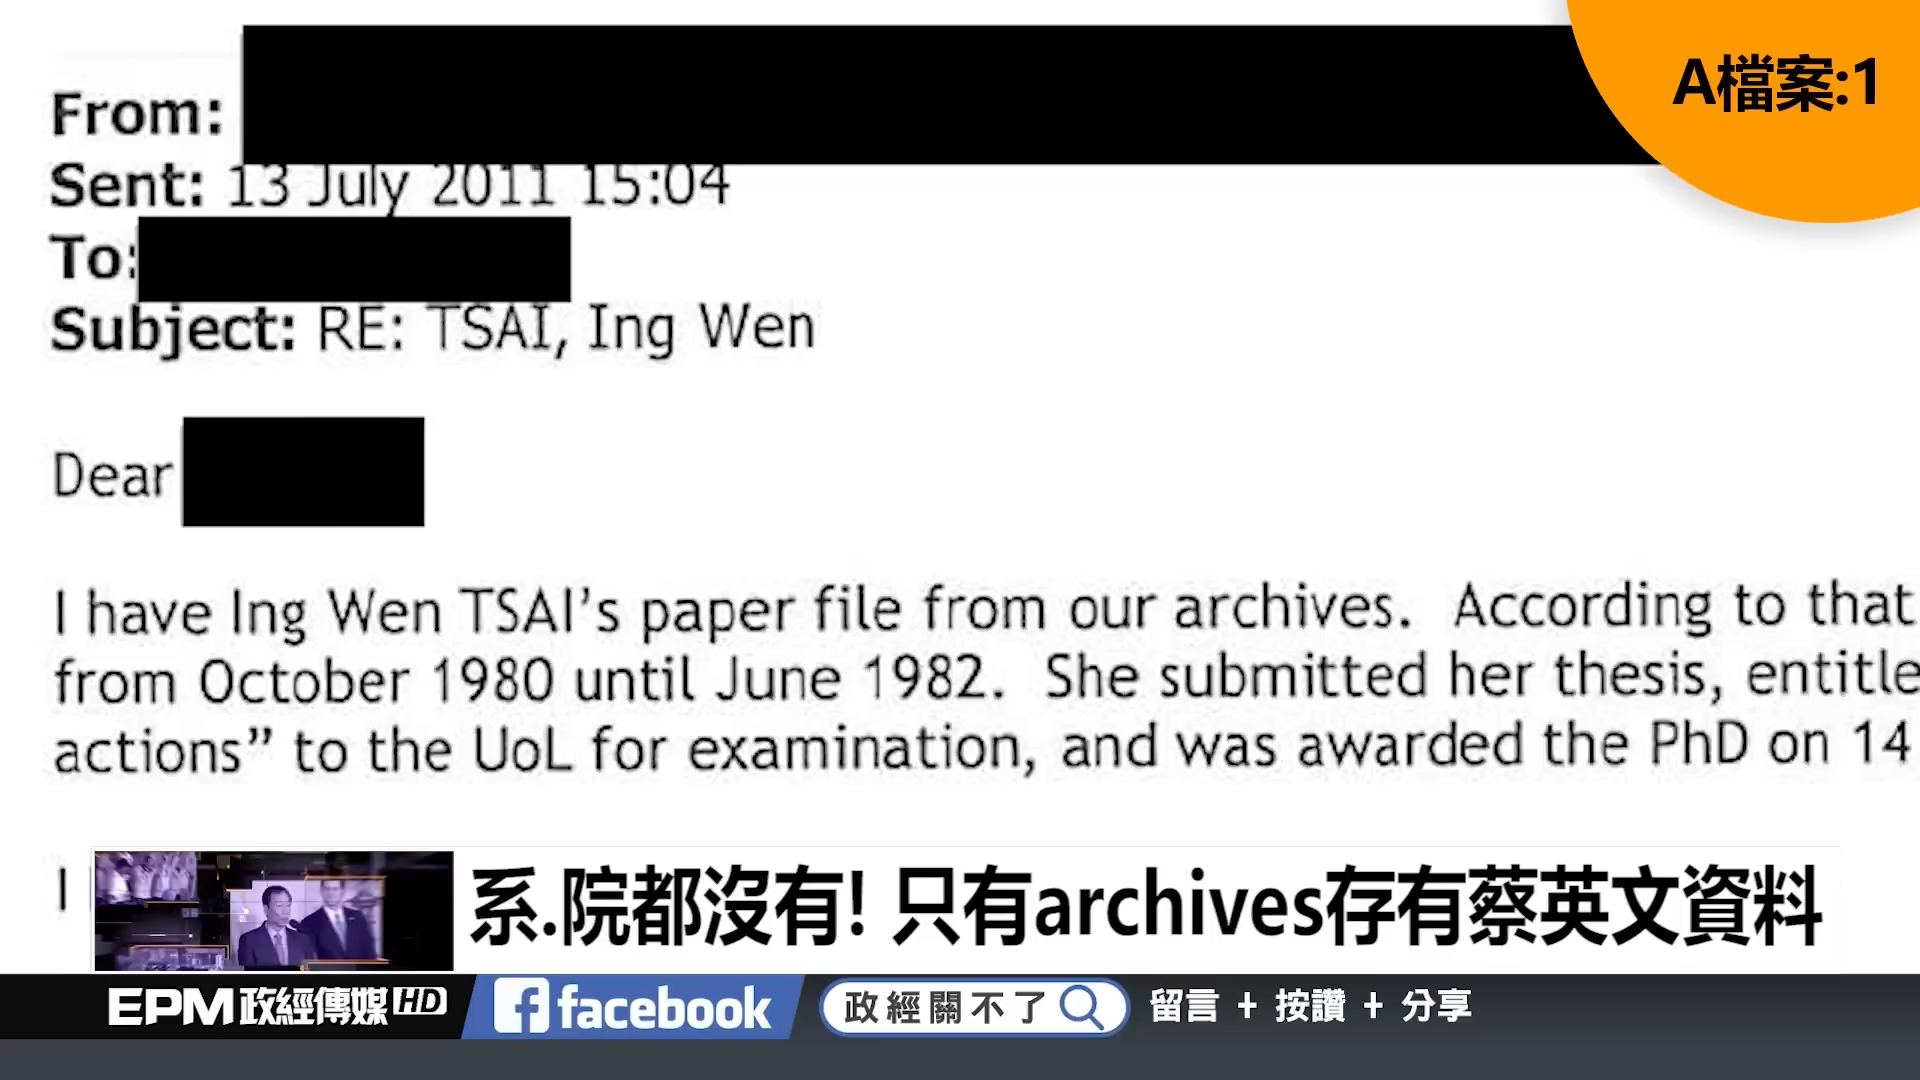 A檔案:1
From:
Sent: 13 July 2011 15:04
To:
Subject: RE: TSAI, Ing Wen
Dear
I have Ing Wen TSAI’s paper file from our archives. According to that
from October 1980 until June 1982. She submitted her thesis, entitle
actions” to the UoL for examination, and was awarded the PhD on 14
I
系.院都沒有! 只有archives存有蔡英文資料
EPM政經傳媒HD facebook 政經關不了 留言 + 按讚 + 分享